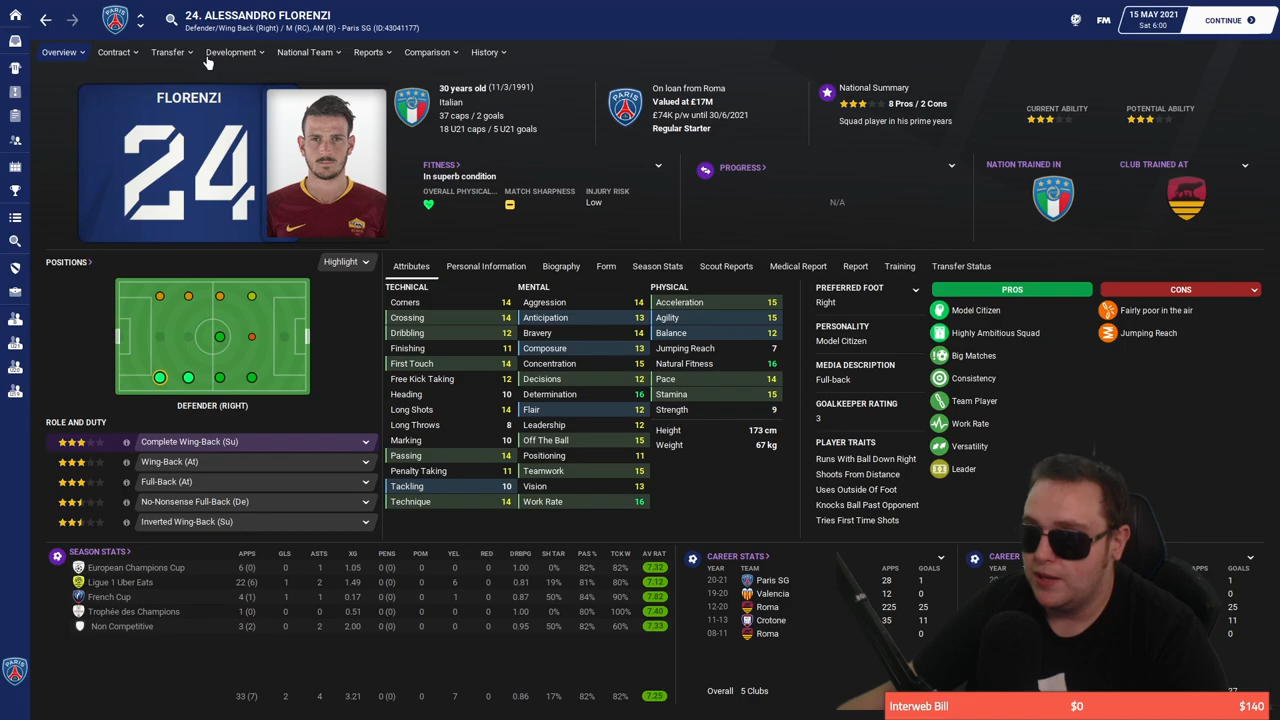 24. ALESSANDRO FLORENZI
Defender/Wing Back (Right) / M (RC), AM (R) - Paris SG (ID:43041177)
FM
15 MAY 2021
Sat 6:00
CONTINUE
Overview
Contract
Transfer
Development
National Team
Reports
Comparison
History
FLORENZI
24
30 years old (11/3/1991)
Italian
37 caps / 2 goals
18 U21 caps / 5 U21 goals
On loan from Roma
Valued at £17M
£74K p/w until 30/6/2021
Regular Starter
National Summary
8 Pros / 2 Cons
Squad player in his prime years
CURRENT ABILITY
POTENTIAL ABILITY
FITNESS
In superb condition
OVERALL PHYSICAL...
MATCH SHARPNESS
INJURY RISK
Low
PROGRESS
N/A
NATION TRAINED IN
CLUB TRAINED AT
POSITIONS
Highlight
DEFENDER (RIGHT)
ROLE AND DUTY
Complete Wing-Back (Su)
Wing-Back (At)
Full-Back (At)
No-Nonsense Full-Back (De)
Inverted Wing-Back (Su)
Attributes
Personal Information
Biography
Form
Season Stats
Scout Reports
Medical Report
Report
Training
Transfer Status
TECHNICAL
Corners 14
Crossing 14
Dribbling 12
Finishing 11
First Touch 14
Free Kick Taking 12
Heading 10
Long Shots 14
Long Throws 8
Marking 10
Passing 14
Penalty Taking 11
Tackling 10
Technique 14
MENTAL
Aggression 14
Anticipation 13
Bravery 14
Composure 13
Concentration 15
Decisions 12
Determination 16
Flair 12
Leadership 12
Off The Ball 15
Positioning 11
Teamwork 15
Vision 13
Work Rate 16
PHYSICAL
Acceleration 15
Agility 15
Balance 12
Jumping Reach 7
Natural Fitness 16
Pace 14
Stamina 15
Strength 9
Height 173 cm
Weight 67 kg
PREFERRED FOOT
Right
PERSONALITY
Model Citizen
MEDIA DESCRIPTION
Full-back
GOALKEEPER RATING
3
PLAYER TRAITS
Runs With Ball Down Right
Shoots From Distance
Uses Outside Of Foot
Knocks Ball Past Opponent
Tries First Time Shots
PROS
Model Citizen
Highly Ambitious Squad
Big Matches
Consistency
Team Player
Work Rate
Versatility
Leader
CONS
Fairly poor in the air
Jumping Reach
SEASON STATS APPS GLS ASTS XG PENS POM YEL RED DRBPG SH TAR PAS % TCK W AV RAT
European Champions Cup 6 (0) 0 1 1.05 0 (0) 0 0 0 1.00 0% 82% 82% 7.32
Ligue 1 Uber Eats 22 (6) 1 2 1.49 0 (0) 0 6 0 0.81 19% 81% 80% 7.12
French Cup 4 (1) 1 1 0.17 0 (0) 0 1 0 0.87 50% 84% 90% 7.82
Trophée des Champions 1 (0) 0 0 0.51 0 (0) 0 0 0 1.00 0% 80% 100% 7.40
Non Competitive 3 (2) 0 2 2.00 0 (0) 0 0 0 0.95 50% 82% 60% 7.33
33 (7) 2 4 3.21 0 (0) 0 7 0 0.86 17% 82% 82% 7.25
CAREER STATS
YEAR TEAM APPS GOALS
20-21 Paris SG 28 1
19-20 Valencia 12 0
12-20 Roma 225 25
11-13 Crotone 35 11
08-11 Roma 0
Overall 5 Clubs
CAREER
YEAR
20-21
GOALS
1
0
25
11
0
Interweb Bill $0 $140